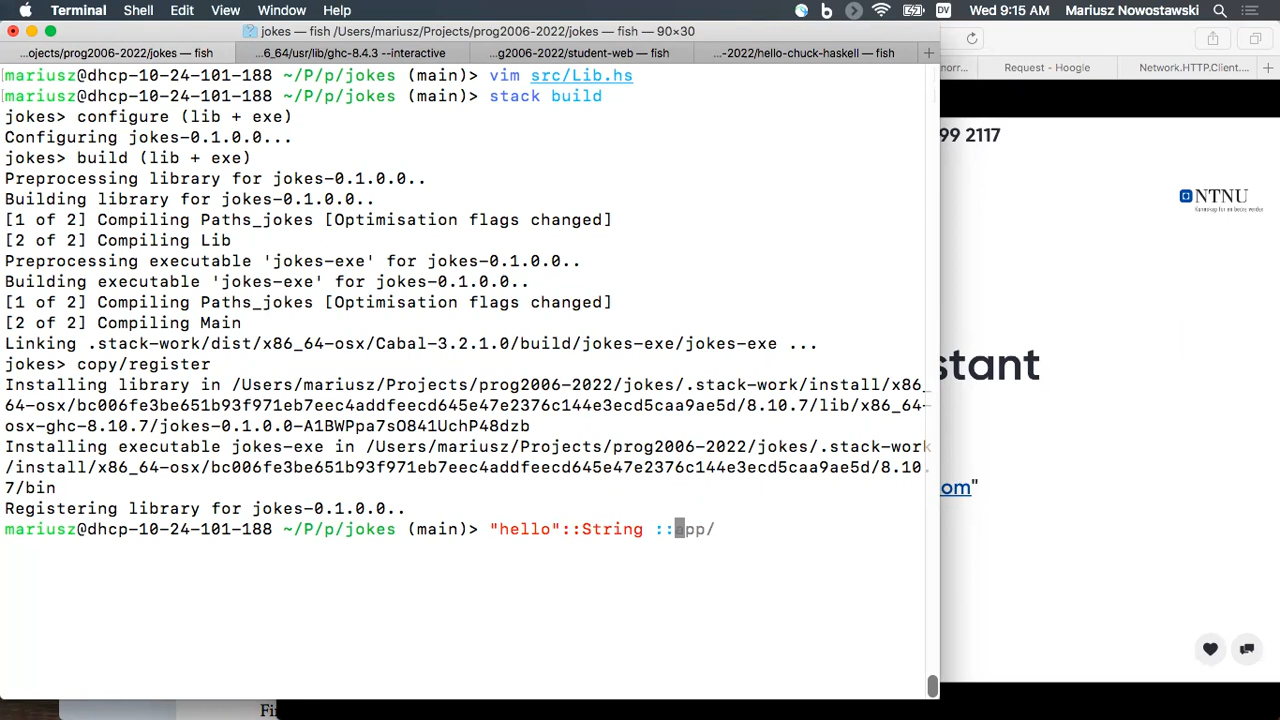 Terminal Shell Edit View Window Help DV Wed 9:15 AM Mariusz Nowostawski
jokes — fish /Users/mariusz/Projects/prog2006-2022/jokes — fish — 90×30
...ojects/prog2006-2022/jokes — fish ...6_64/usr/lib/ghc-8.4.3 --interactive ...g2006-2022/student-web — fish ...-2022/hello-chuck-haskell — fish
norr... Request - Hoogle Network.HTTP.Client....
mariusz@dhcp-10-24-101-188 ~/P/p/jokes (main)> vim src/Lib.hs
mariusz@dhcp-10-24-101-188 ~/P/p/jokes (main)> stack build
jokes> configure (lib + exe)
Configuring jokes-0.1.0.0...
jokes> build (lib + exe)
Preprocessing library for jokes-0.1.0.0..
Building library for jokes-0.1.0.0..
[1 of 2] Compiling Paths_jokes [Optimisation flags changed]
[2 of 2] Compiling Lib
Preprocessing executable 'jokes-exe' for jokes-0.1.0.0..
Building executable 'jokes-exe' for jokes-0.1.0.0..
[1 of 2] Compiling Paths_jokes [Optimisation flags changed]
[2 of 2] Compiling Main
Linking .stack-work/dist/x86_64-osx/Cabal-3.2.1.0/build/jokes-exe/jokes-exe ...
jokes> copy/register
Installing library in /Users/mariusz/Projects/prog2006-2022/jokes/.stack-work/install/x86_
64-osx/bc006fe3be651b93f971eb7eec4addfeecd645e47e2376c144e3ecd5caa9ae5d/8.10.7/lib/x86_64-
osx-ghc-8.10.7/jokes-0.1.0.0-A1BWPpa7sO841UchP48dzb
Installing executable jokes-exe in /Users/mariusz/Projects/prog2006-2022/jokes/.stack-work
/install/x86_64-osx/bc006fe3be651b93f971eb7eec4addfeecd645e47e2376c144e3ecd5caa9ae5d/8.10.
7/bin
Registering library for jokes-0.1.0.0..
mariusz@dhcp-10-24-101-188 ~/P/p/jokes (main)> "hello"::String ::app/
99 2117
NTNU
stant
om"
Fi